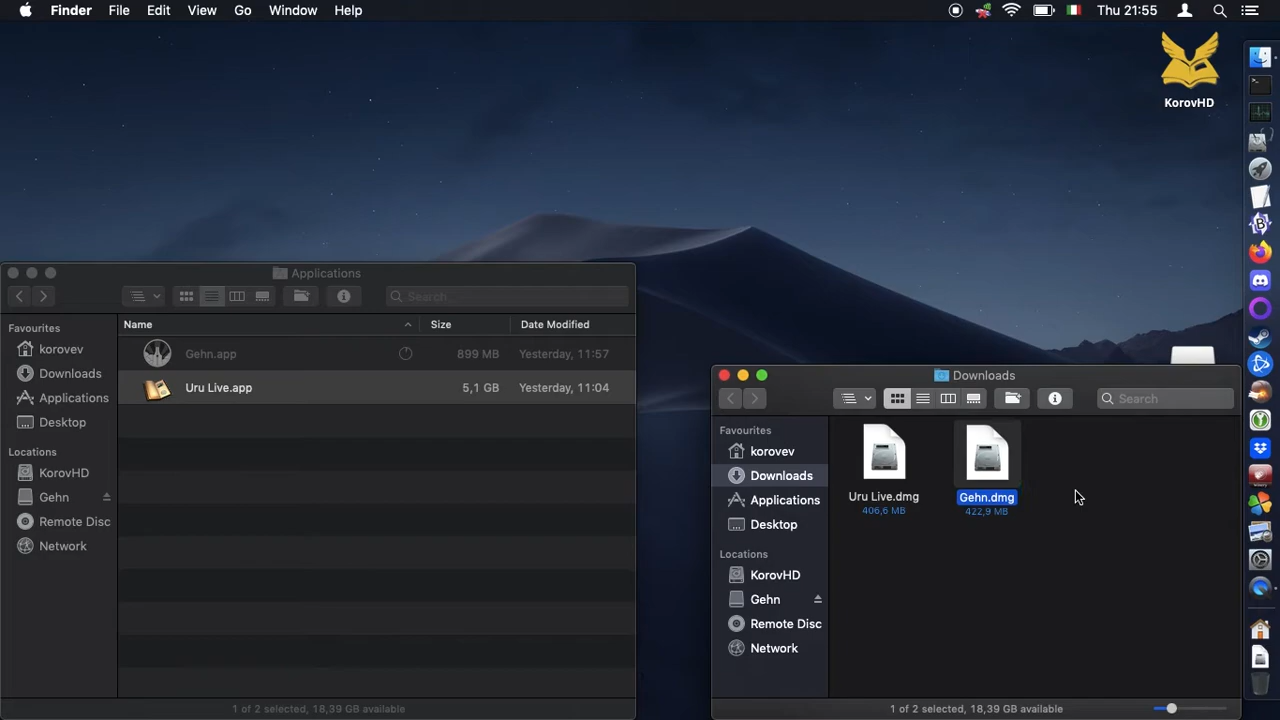 Finder File Edit View Go Window Help Thu 21:55
KorovHD
Applications
Search...
Favourites
korovev
Downloads
Applications
Desktop
Locations
KorovHD
Gehn
Remote Disc
Network
Name Size Date Modified
Gehn.app 899 MB Yesterday, 11:57
Uru Live.app 5,1 GB Yesterday, 11:04
1 of 2 selected, 18,39 GB available
Downloads
Search
Favourites
korovev
Downloads
Applications
Desktop
Locations
KorovHD
Gehn
Remote Disc
Network
Uru Live.dmg
406,6 MB
Gehn.dmg
422,9 MB
1 of 2 selected, 18,39 GB available